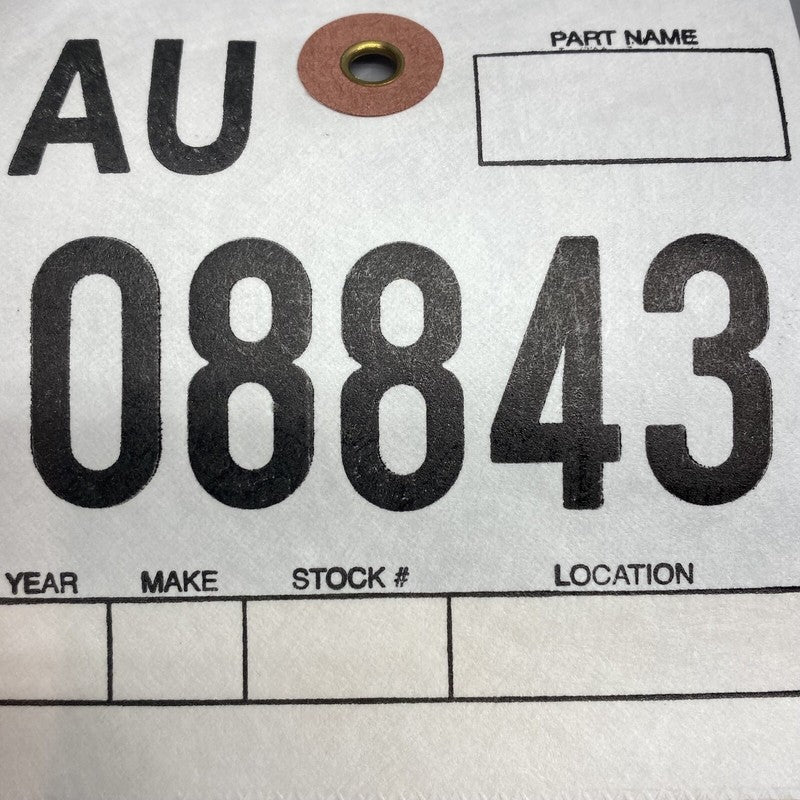 AU
PART NAME
08843
YEAR MAKE STOCK # LOCATION